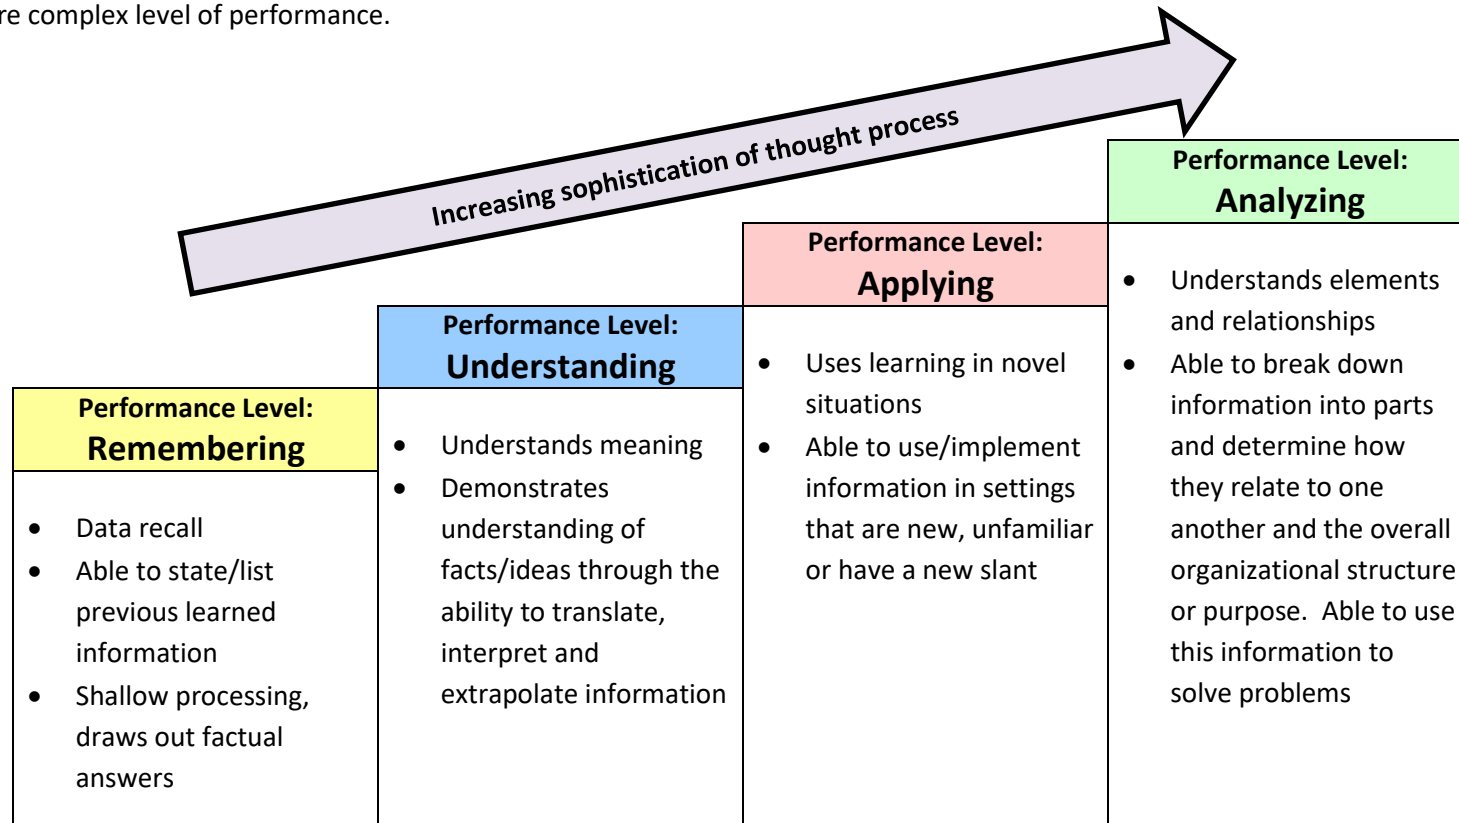 re complex level of performance.
Increasing sophistication of thought process
Performance Level:
Remembering
• Data recall
• Able to state/list
previous learned
information
• Shallow processing,
draws out factual
answers
Performance Level:
Understanding
• Understands meaning
• Demonstrates
understanding of
facts/ideas through the
ability to translate,
interpret and
extrapolate information
Performance Level:
Applying
• Uses learning in novel
situations
• Able to use/implement
information in settings
that are new, unfamiliar
or have a new slant
Performance Level:
Analyzing
• Understands elements
and relationships
• Able to break down
information into parts
and determine how
they relate to one
another and the overall
organizational structure
or purpose.  Able to use
this information to
solve problems